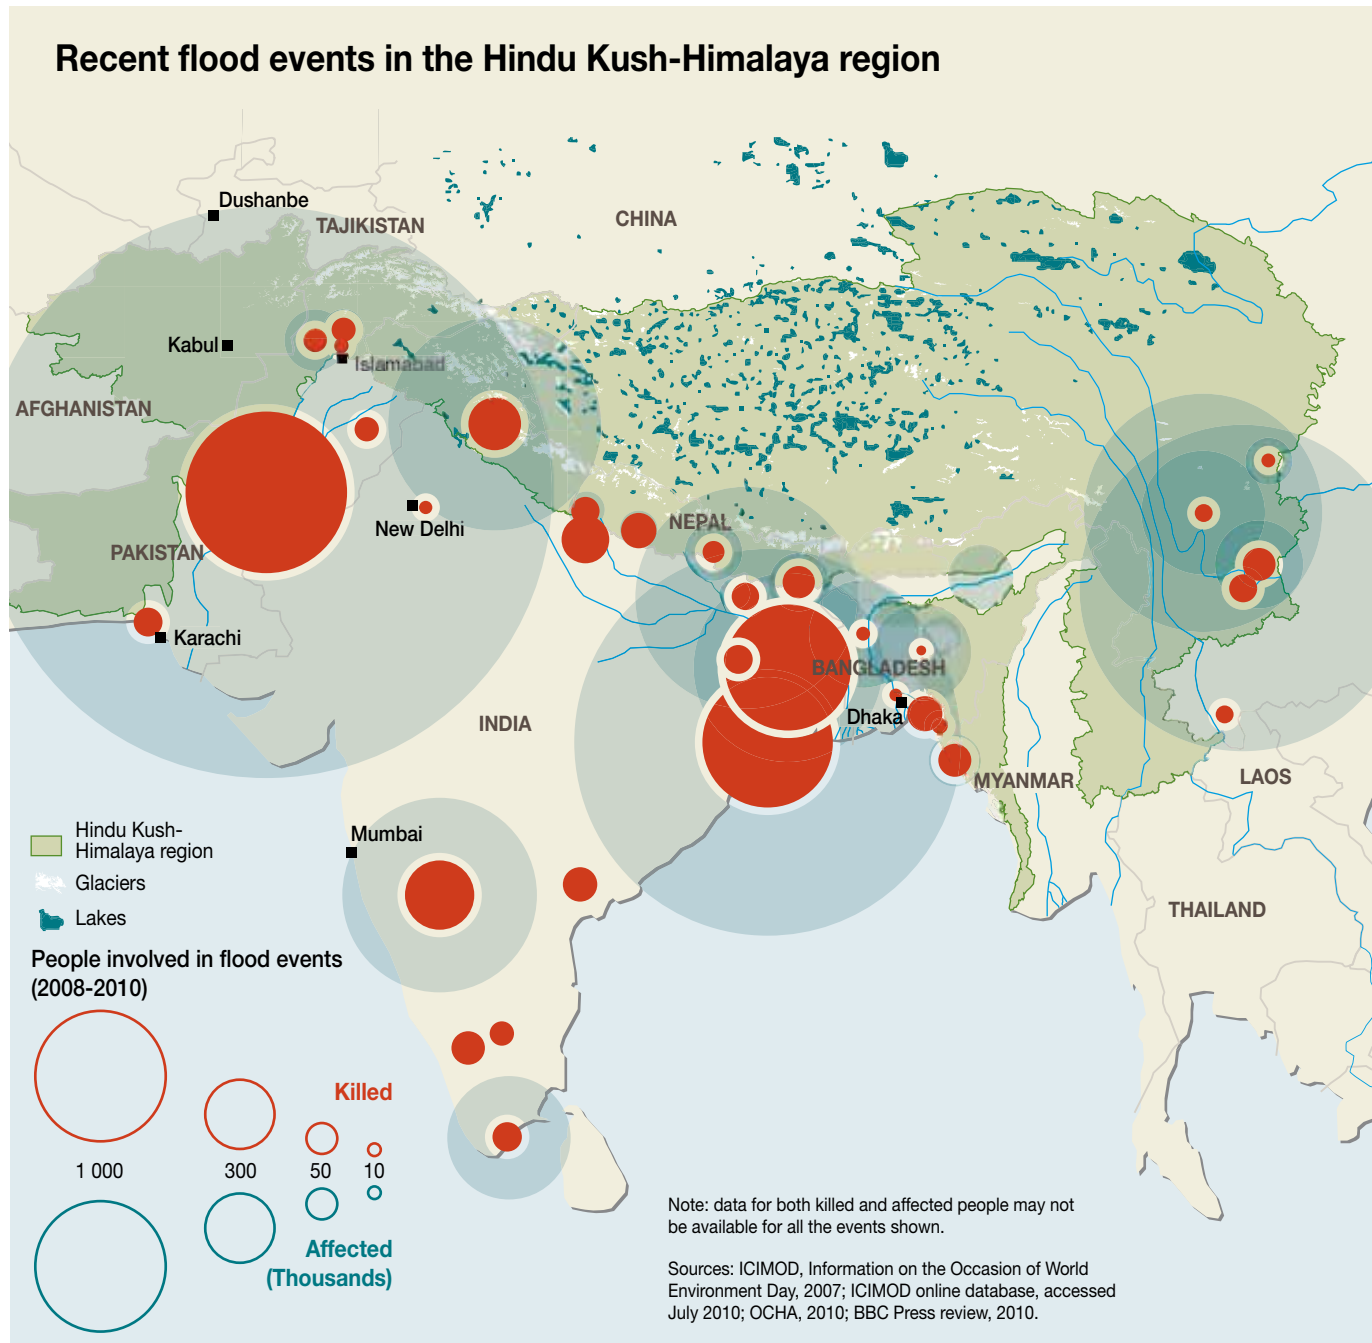 Recent flood events in the Hindu Kush-Himalaya region
Dushanbe
TAJIKISTAN
CHINA
Kabul
Islamabad
AFGHANISTAN
New Delhi
NEPAL
PAKISTAN
Karachi
BANGLADESH
INDIA
Dhaka
MYANMAR
LAOS
Mumbai
THAILAND
Hindu Kush-
Himalaya region
Glaciers
Lakes
People involved in flood events
(2008-2010)
Killed
1 000 300 50 10
Affected
(Thousands)
Note: data for both killed and affected people may not
be available for all the events shown.
Sources: ICIMOD, Information on the Occasion of World
Environment Day, 2007; ICIMOD online database, accessed
July 2010; OCHA, 2010; BBC Press review, 2010.